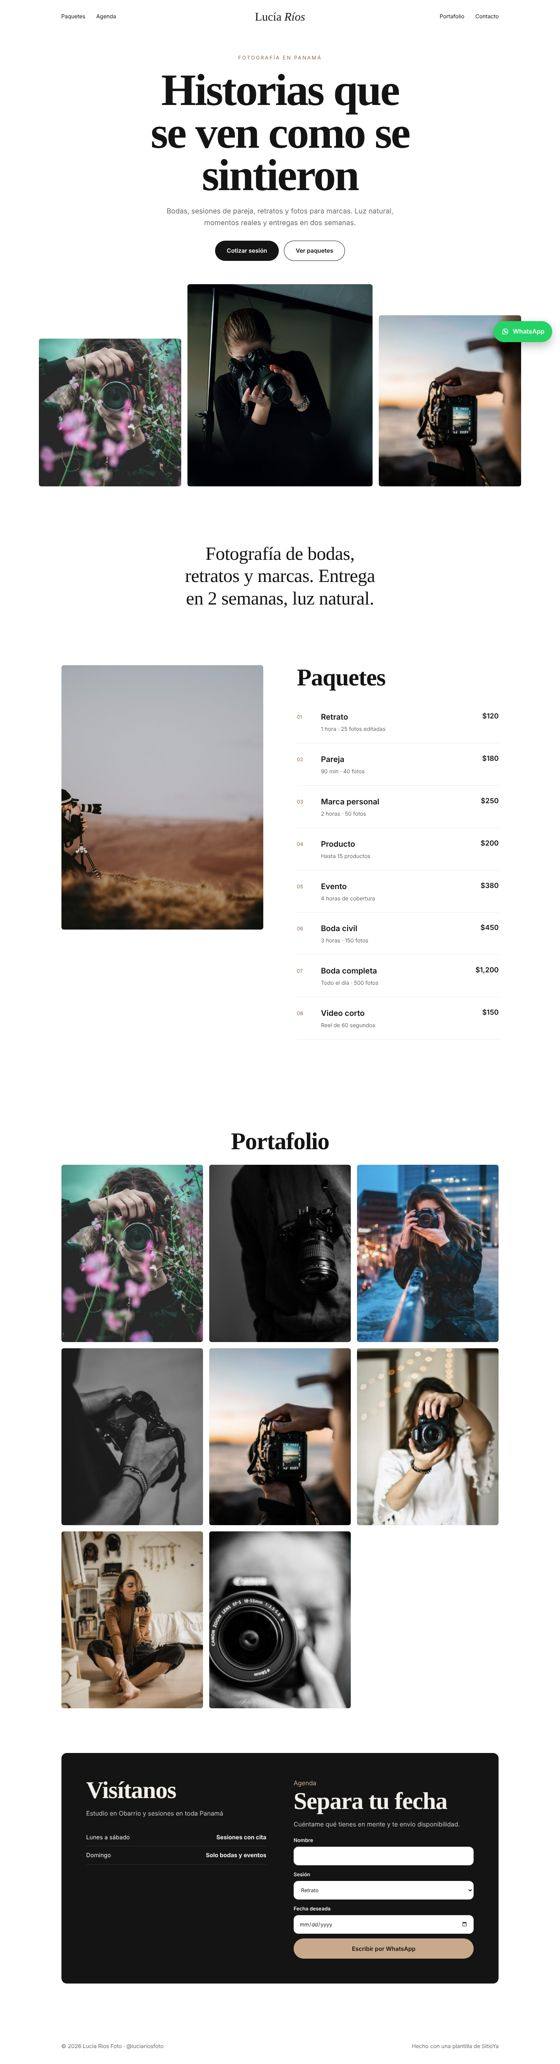 Paquetes Agenda Lucía Ríos Portafolio Contacto
FOTOGRAFÍA EN PANAMÁ
Historias que
se ven como se
sintieron
Bodas, sesiones de pareja, retratos y fotos para marcas. Luz natural,
momentos reales y entregas en dos semanas.
Cotizar sesión Ver paquetes
WhatsApp
Fotografía de bodas,
retratos y marcas. Entrega
en 2 semanas, luz natural.
Paquetes
01 Retrato $120
1 hora · 25 fotos editadas
02 Pareja $180
90 min · 40 fotos
03 Marca personal $250
2 horas · 50 fotos
04 Producto $200
Hasta 15 productos
05 Evento $380
4 horas de cobertura
06 Boda civil $450
3 horas · 150 fotos
07 Boda completa $1,200
Todo el día · 500 fotos
08 Video corto $150
Reel de 60 segundos
Portafolio
Canon
CANON ZOOM LENS EF-S 18-55mm
Visítanos
Estudio en Obarrio y sesiones en toda Panamá
Lunes a sábado Sesiones con cita
Domingo Solo bodas y eventos
Agenda
Separa tu fecha
Cuéntame qué tienes en mente y te envío disponibilidad.
Nombre
Sesión
Retrato
Fecha deseada
mm/dd/yyyy
Escribir por WhatsApp
© 2026 Lucía Ríos Foto · @luciariosfoto Hecho con una plantilla de SitioYa